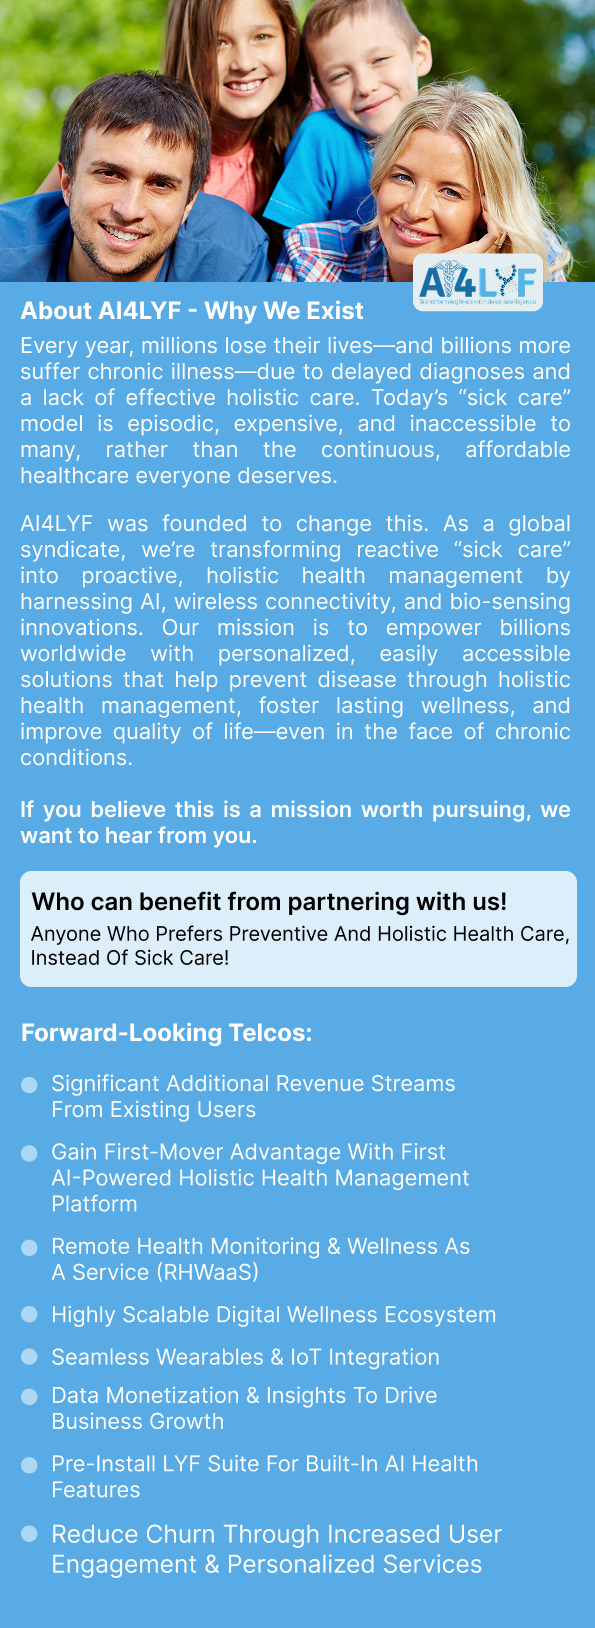 AI4LYF
Transforming lives with deep intelligence
About AI4LYF - Why We Exist
Every year, millions lose their lives—and billions more
suffer chronic illness—due to delayed diagnoses and
a lack of effective holistic care. Today’s “sick care”
model is episodic, expensive, and inaccessible to
many, rather than the continuous, affordable
healthcare everyone deserves.
AI4LYF was founded to change this. As a global
syndicate, we’re transforming reactive “sick care”
into proactive, holistic health management by
harnessing AI, wireless connectivity, and bio-sensing
innovations. Our mission is to empower billions
worldwide with personalized, easily accessible
solutions that help prevent disease through holistic
health management, foster lasting wellness, and
improve quality of life—even in the face of chronic
conditions.
If you believe this is a mission worth pursuing, we
want to hear from you.
Who can benefit from partnering with us!
Anyone Who Prefers Preventive And Holistic Health Care,
Instead Of Sick Care!
Forward-Looking Telcos:
Significant Additional Revenue Streams
From Existing Users
Gain First-Mover Advantage With First
AI-Powered Holistic Health Management
Platform
Remote Health Monitoring & Wellness As
A Service (RHWaaS)
Highly Scalable Digital Wellness Ecosystem
Seamless Wearables & IoT Integration
Data Monetization & Insights To Drive
Business Growth
Pre-Install LYF Suite For Built-In AI Health
Features
Reduce Churn Through Increased User
Engagement & Personalized Services